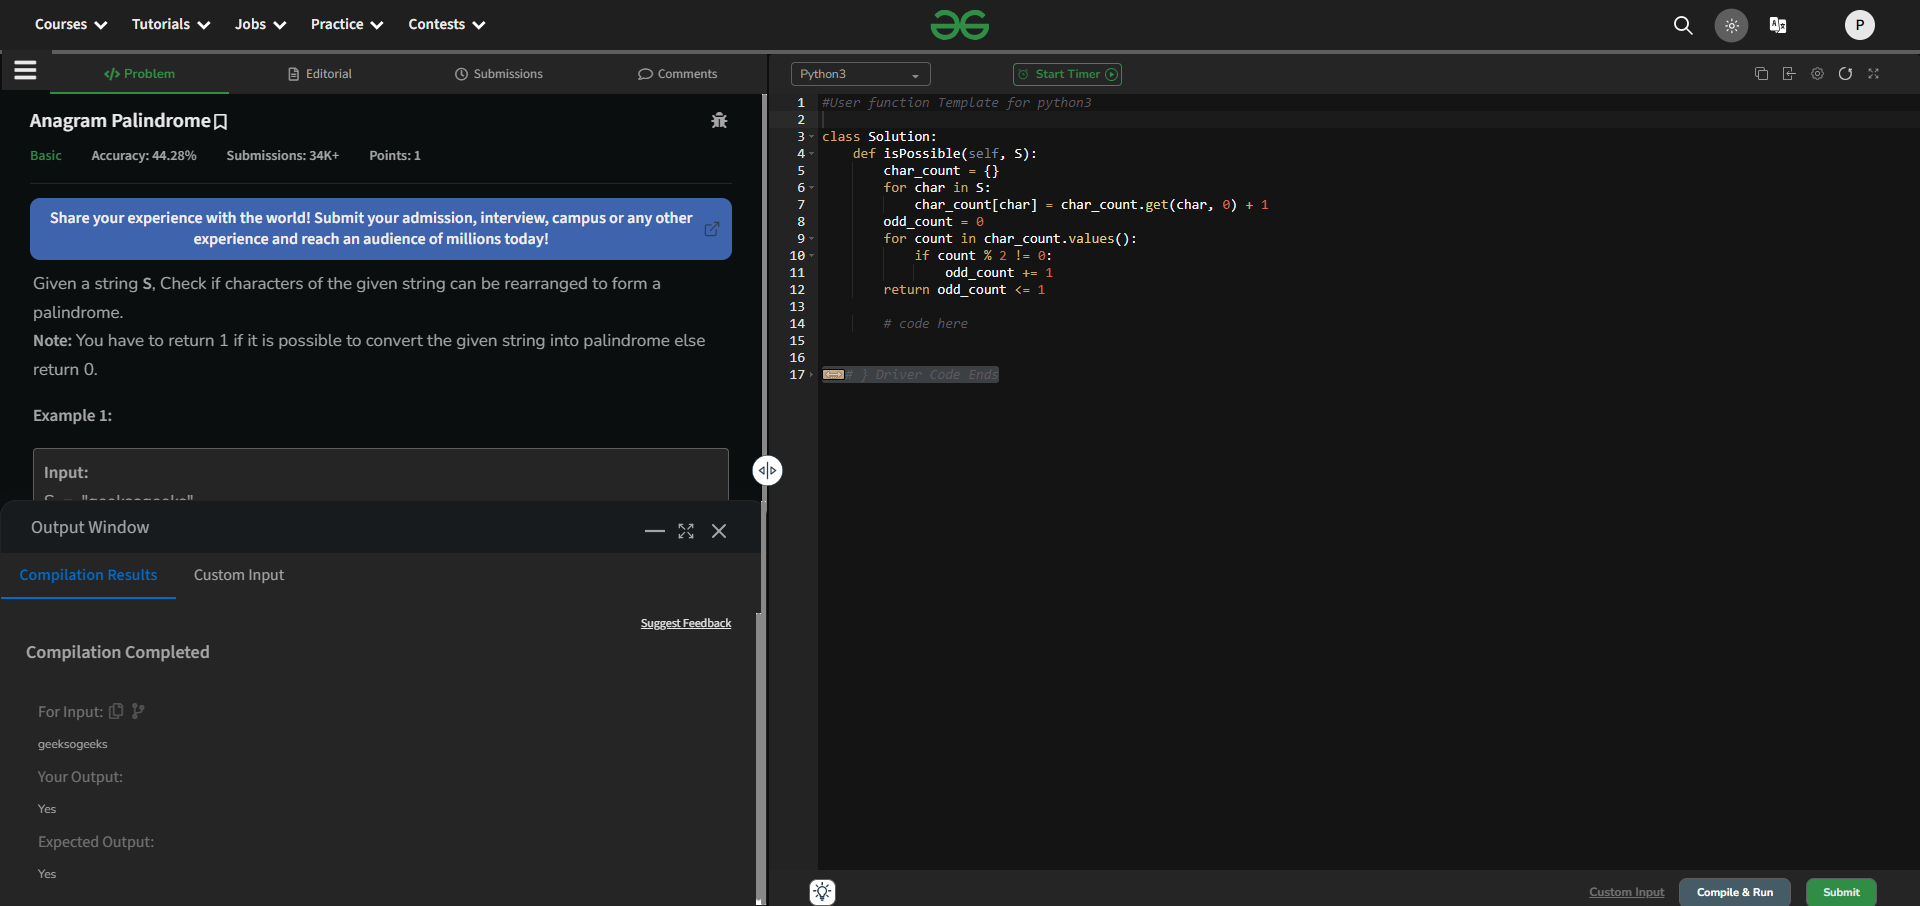 Courses Tutorials Jobs Practice Contests P
Problem Editorial Submissions Comments
Anagram Palindrome
Basic Accuracy: 44.28% Submissions: 34K+ Points: 1
Share your experience with the world! Submit your admission, interview, campus or any other
experience and reach an audience of millions today!
Given a string S, Check if characters of the given string can be rearranged to form a
palindrome.
Note: You have to return 1 if it is possible to convert the given string into palindrome else
return 0.
Example 1:
Input:
Output Window
Compilation Results Custom Input
Suggest Feedback
Compilation Completed
For Input:
geeksogeeks
Your Output:
Yes
Expected Output:
Yes
Python3 Start Timer
1 #User function Template for python3
2
3 class Solution:
4 def isPossible(self, S):
5 char_count = {}
6 for char in S:
7 char_count[char] = char_count.get(char, 0) + 1
8 odd_count = 0
9 for count in char_count.values():
10 if count % 2 != 0:
11 odd_count += 1
12 return odd_count <= 1
13
14 # code here
15
16
17 # } Driver Code Ends
Custom Input Compile & Run Submit